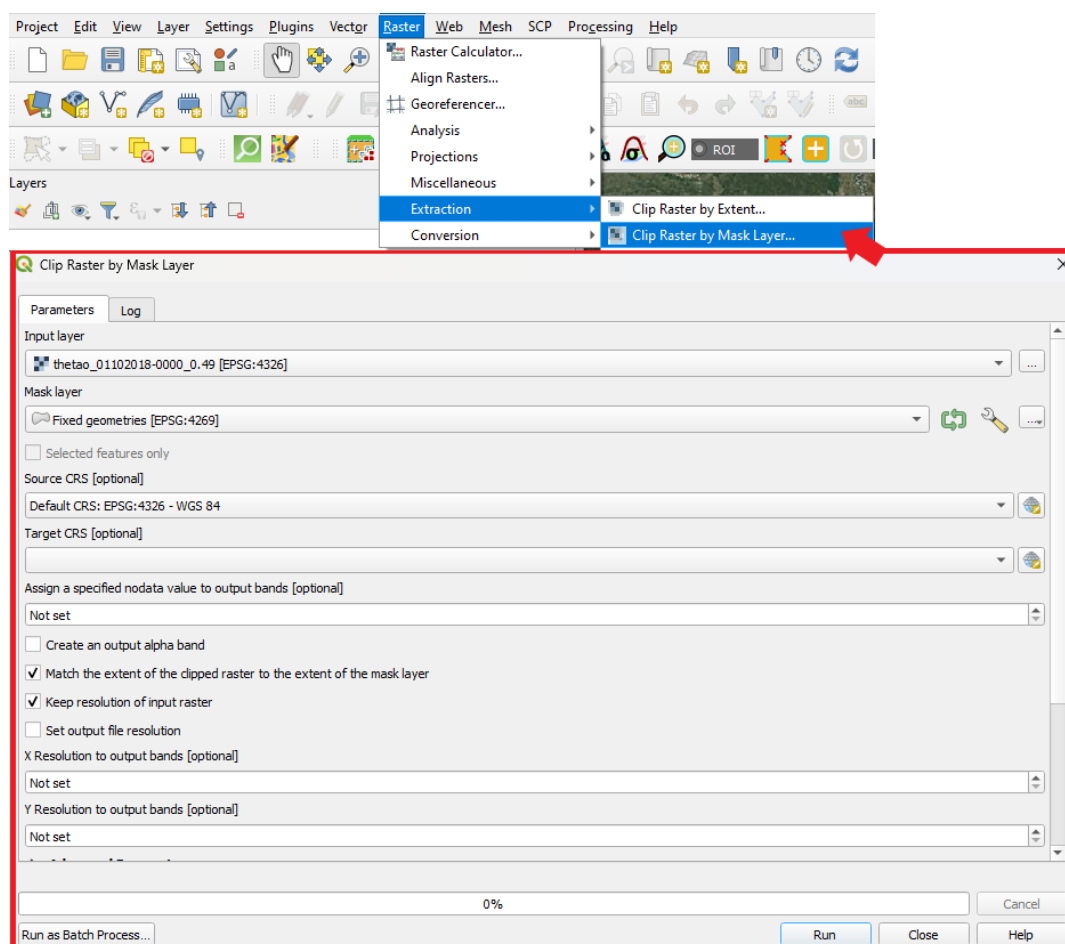 Project Edit View Layer Settings Plugins Vector Raster Web Mesh SCP Processing Help
Raster Calculator...
Align Rasters...
Georeferencer...
Analysis
Projections
Miscellaneous
Extraction
Conversion
Clip Raster by Extent...
Clip Raster by Mask Layer...
abc
ROI
Layers
Clip Raster by Mask Layer
Parameters Log
Input layer
thetao_01102018-0000_0.49 [EPSG:4326]
...
Mask layer
Fixed geometries [EPSG:4269]
...
Selected features only
Source CRS [optional]
Default CRS: EPSG:4326 - WGS 84
Target CRS [optional]
Assign a specified nodata value to output bands [optional]
Not set
Create an output alpha band
Match the extent of the clipped raster to the extent of the mask layer
Keep resolution of input raster
Set output file resolution
X Resolution to output bands [optional]
Not set
Y Resolution to output bands [optional]
Not set
0%
Cancel
Run as Batch Process...
Run Close Help